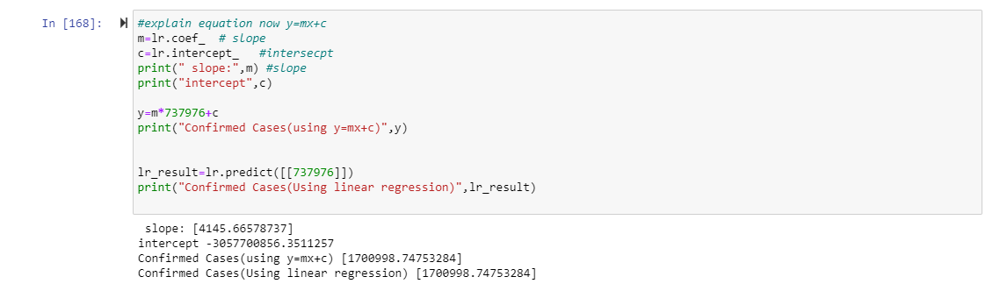 In [168]:
#explain equation now y=mx+c
m=lr.coef_  # slope
c=lr.intercept_   #intersecpt
print(" slope:",m) #slope
print("intercept",c)
y=m*737976+c
print("Confirmed Cases(using y=mx+c)",y)
lr_result=lr.predict([[737976]])
print("Confirmed Cases(Using linear regression)",lr_result)
 slope: [4145.66578737]
intercept -3057700856.3511257
Confirmed Cases(using y=mx+c) [1700998.74753284]
Confirmed Cases(Using linear regression) [1700998.74753284]